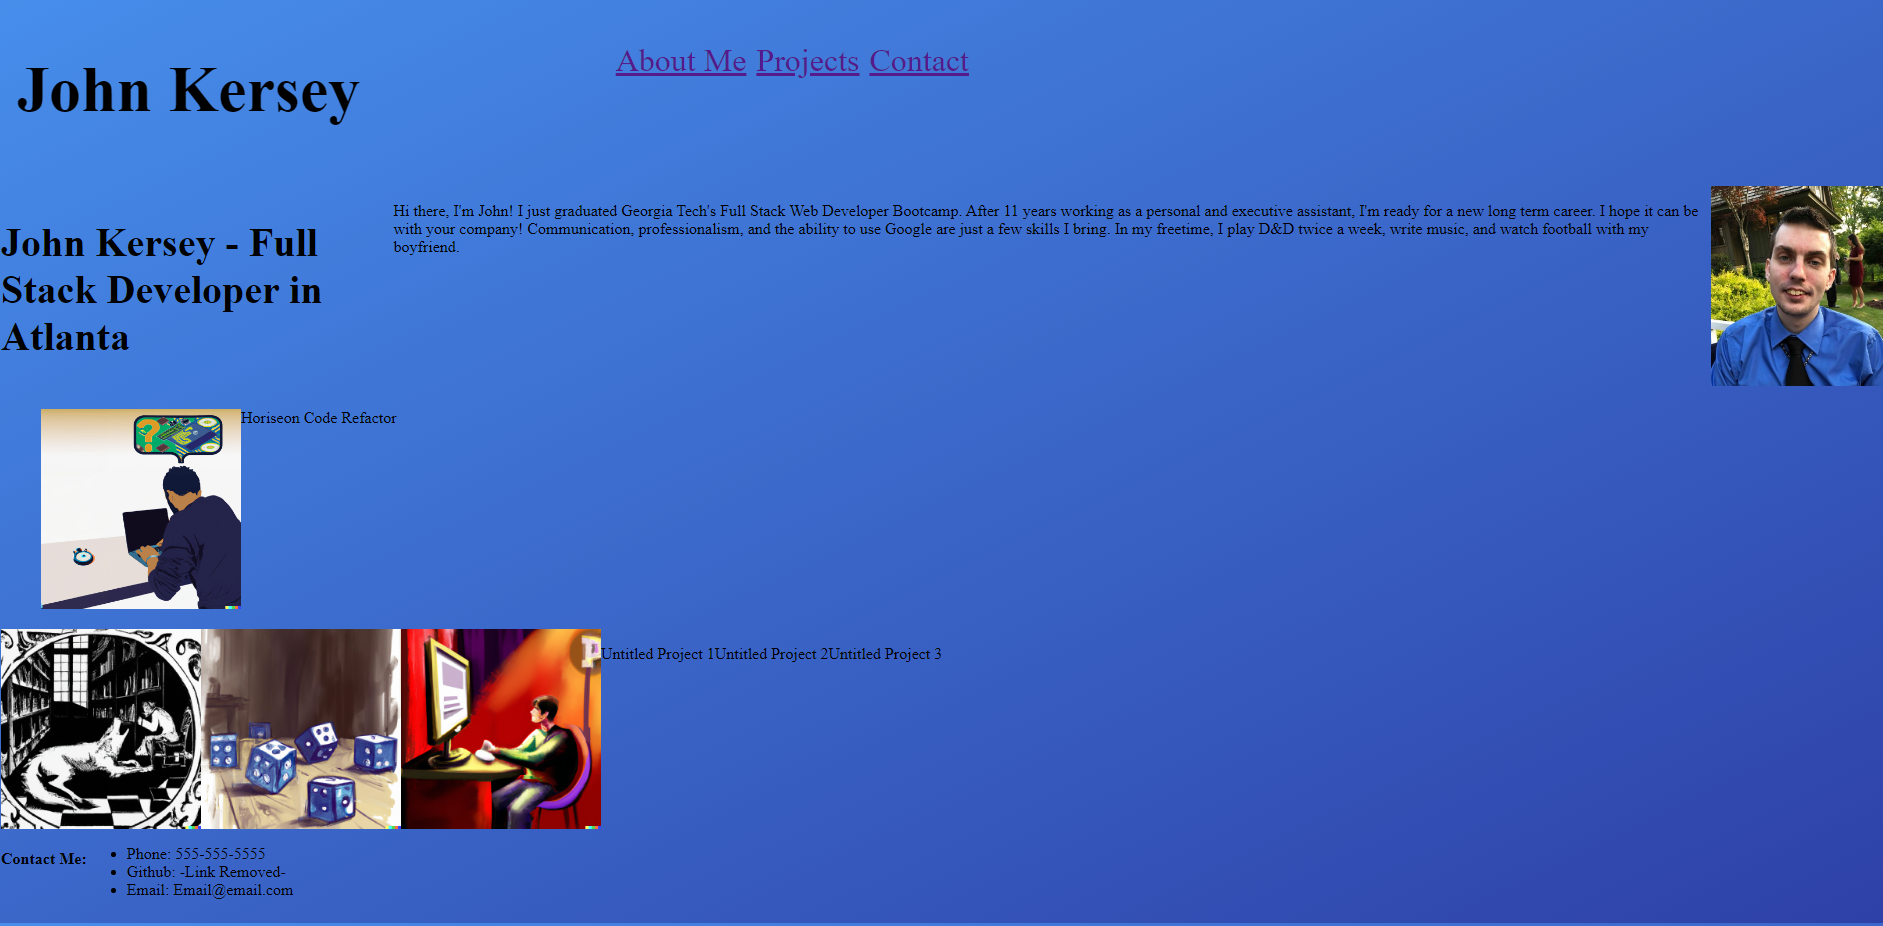 John Kersey
About Me Projects Contact
John Kersey - Full
Stack Developer in
Atlanta
Hi there, I'm John! I just graduated Georgia Tech's Full Stack Web Developer Bootcamp. After 11 years working as a personal and executive assistant, I'm ready for a new long term career. I hope it can be
with your company! Communication, professionalism, and the ability to use Google are just a few skills I bring. In my freetime, I play D&D twice a week, write music, and watch football with my
boyfriend.
Horiseon Code Refactor
Untitled Project 1Untitled Project 2Untitled Project 3
Contact Me:
Phone: 555-555-5555
Github: -Link Removed-
Email: Email@email.com